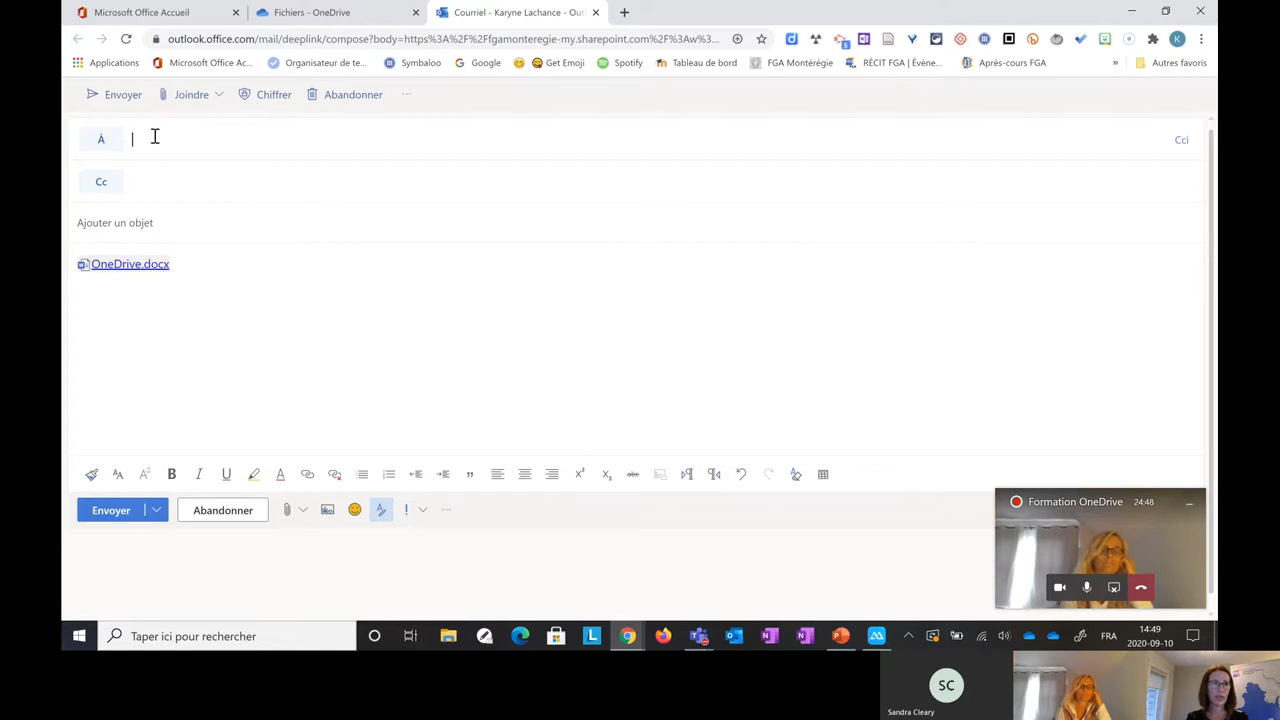 Microsoft Office Accueil
Fichiers - OneDrive
Courriel - Karyne Lachance - Out
outlook.office.com/mail/deeplink/compose?body=https%3A%2F%2Ffgamonteregie-my.sharepoint.com%2F%3Aw%3...
Applications
Microsoft Office Ac...
Organisateur de te...
Symbaloo
Google
Get Emoji
Spotify
Tableau de bord
FGA Montérégie
RÉCIT FGA | Évène...
Après-cours FGA
»
Autres favoris
Envoyer
Joindre
Chiffrer
Abandonner
...
À
Cci
Cc
Ajouter un objet
OneDrive.docx
Envoyer
Abandonner
Formation OneDrive
24:48
Taper ici pour rechercher
FRA
14:49
2020-09-10
SC
Sandra Cleary